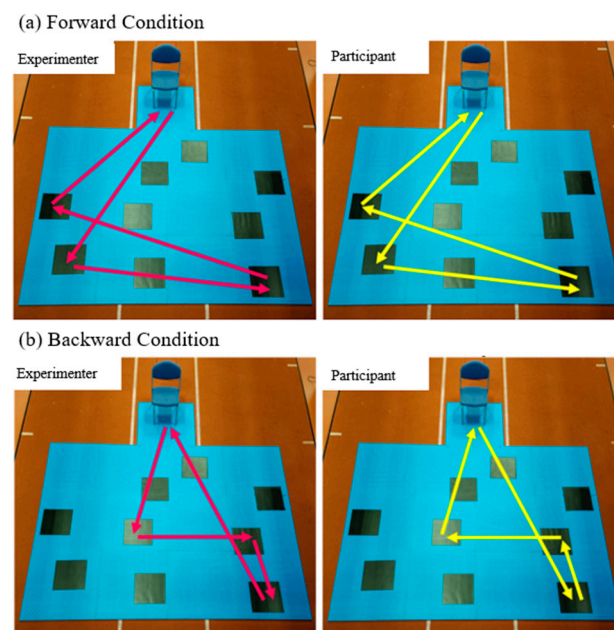 (a) Forward Condition
Experimenter
Participant
(b) Backward Condition
Experimenter
Participant